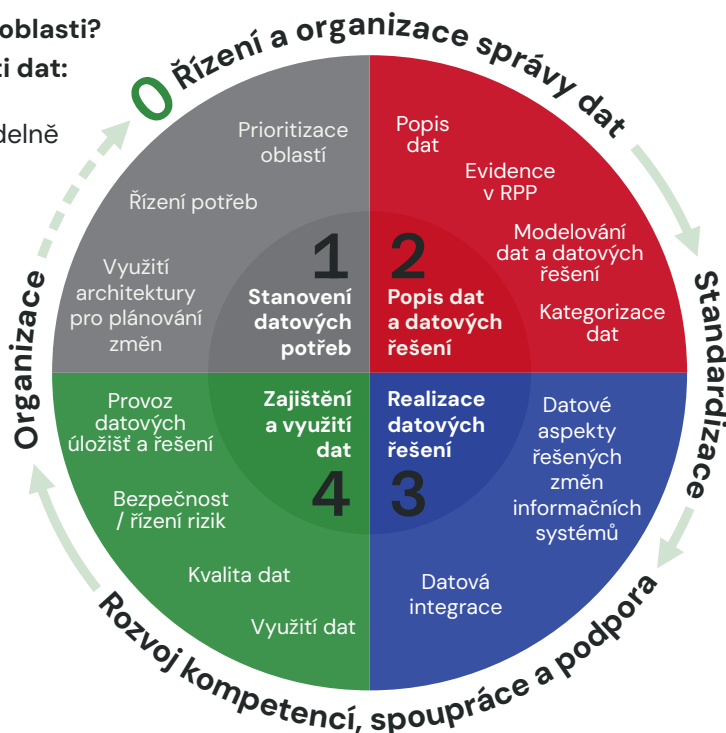 oblasti?
ti dat:
delně
0 Řízení a organizace správy dat
Standardizace
Rozvoj kompetencí, spoupráce a podpora
Organizace
Prioritizace
oblastí
Řízení potřeb
Využití
architektury
pro plánování
změn
1
Stanovení
datových
potřeb
Popis
dat
Evidence
v RPP
Modelování
dat a datových
řešení
Kategorizace
dat
2
Popis dat
a datových
řešení
Realizace
datových
řešení
3
Datové
aspekty
řešených
změn
informačních
systémů
Datová
integrace
Zajištění
a využití
dat
4
Provoz
datových
úložišť a řešení
Bezpečnost
/ řízení rizik
Kvalita dat
Využití dat